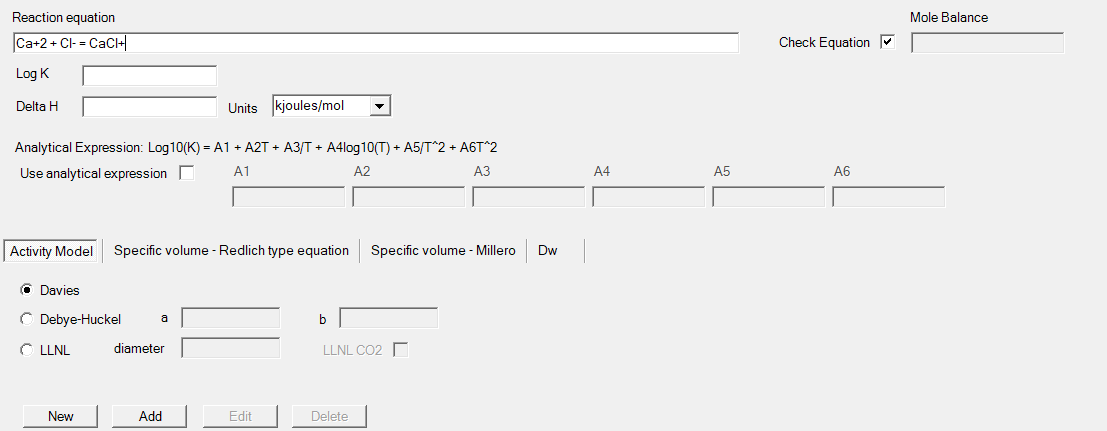 Reaction equation Mole Balance
Ca+2 + Cl- = CaCl+ Check Equation
Log K
Delta H Units kjoules/mol
Analytical Expression: Log10(K) = A1 + A2T + A3/T + A4log10(T) + A5/T^2 + A6T^2
Use analytical expression A1 A2 A3 A4 A5 A6
Activity Model Specific volume - Redlich type equation Specific volume - Millero Dw
Davies
Debye-Huckel a b
LLNL diameter LLNL CO2
New Add Edit Delete